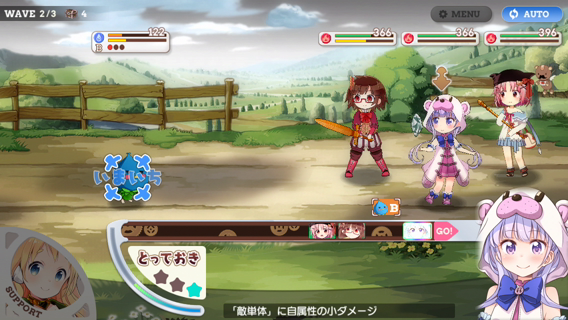 WAVE 2/3 4
MENU
AUTO
122
B
366
366
396
いまいち
B
GO!
とっておき
SUPPORT
「敵単体」に自属性の小ダメージ